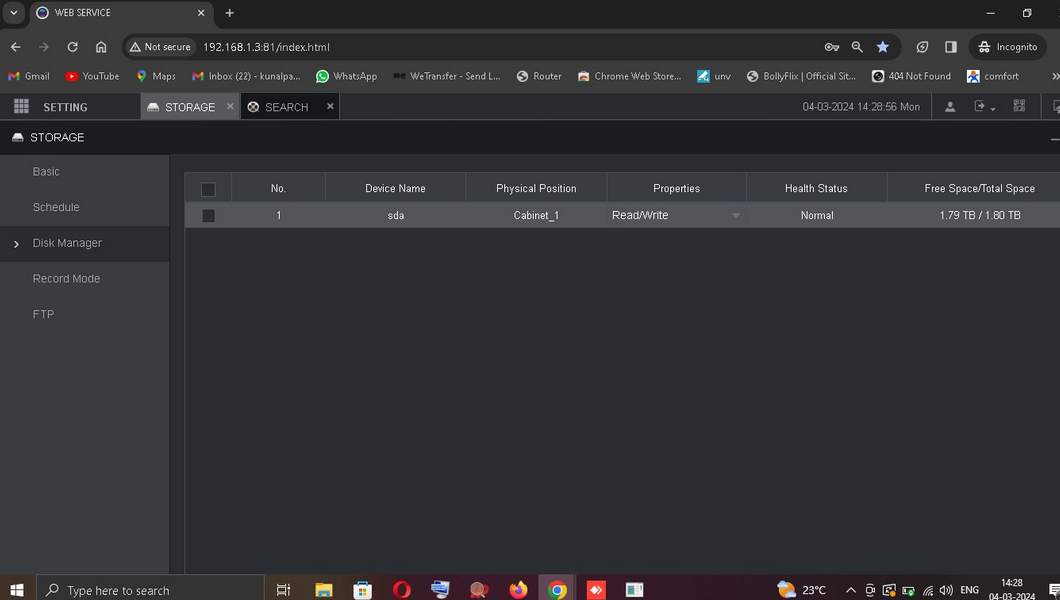 WEB SERVICE
Not secure 192.168.1.3:81/index.html Incognito
Gmail YouTube Maps Inbox (22) - kunalpa... WhatsApp we WeTransfer - Send L... Router Chrome Web Store... unv BollyFlix | Official Sit... 404 Not Found comfort
SETTING STORAGE SEARCH 04-03-2024 14:28:56 Mon
STORAGE
Basic
Schedule
Disk Manager
Record Mode
FTP
No. Device Name Physical Position Properties Health Status Free Space/Total Space
1 sda Cabinet_1 Read/Write Normal 1.79 TB / 1.80 TB
Type here to search 23°C ENG 14:28
04-03-2024